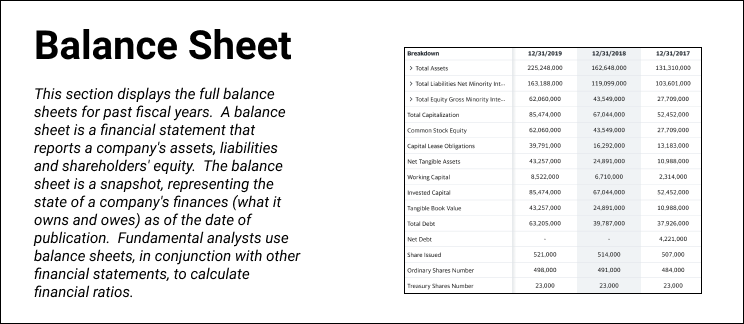 Balance Sheet
This section displays the full balance
sheets for past fiscal years.  A balance
sheet is a financial statement that
reports a company's assets, liabilities
and shareholders' equity.  The balance
sheet is a snapshot, representing the
state of a company's finances (what it
owns and owes) as of the date of
publication.  Fundamental analysts use
balance sheets, in conjunction with other
financial statements, to calculate
financial ratios.
Breakdown 12/31/2019 12/31/2018 12/31/2017
> Total Assets 225,248,000 162,648,000 131,310,000
> Total Liabilities Net Minority Int... 163,188,000 119,099,000 103,601,000
> Total Equity Gross Minority Inte... 62,060,000 43,549,000 27,709,000
Total Capitalization 85,474,000 67,044,000 52,452,000
Common Stock Equity 62,060,000 43,549,000 27,709,000
Capital Lease Obligations 39,791,000 16,292,000 13,183,000
Net Tangible Assets 43,257,000 24,891,000 10,988,000
Working Capital 8,522,000 6,710,000 2,314,000
Invested Capital 85,474,000 67,044,000 52,452,000
Tangible Book Value 43,257,000 24,891,000 10,988,000
Total Debt 63,205,000 39,787,000 37,926,000
Net Debt - - 4,221,000
Share Issued 521,000 514,000 507,000
Ordinary Shares Number 498,000 491,000 484,000
Treasury Shares Number 23,000 23,000 23,000